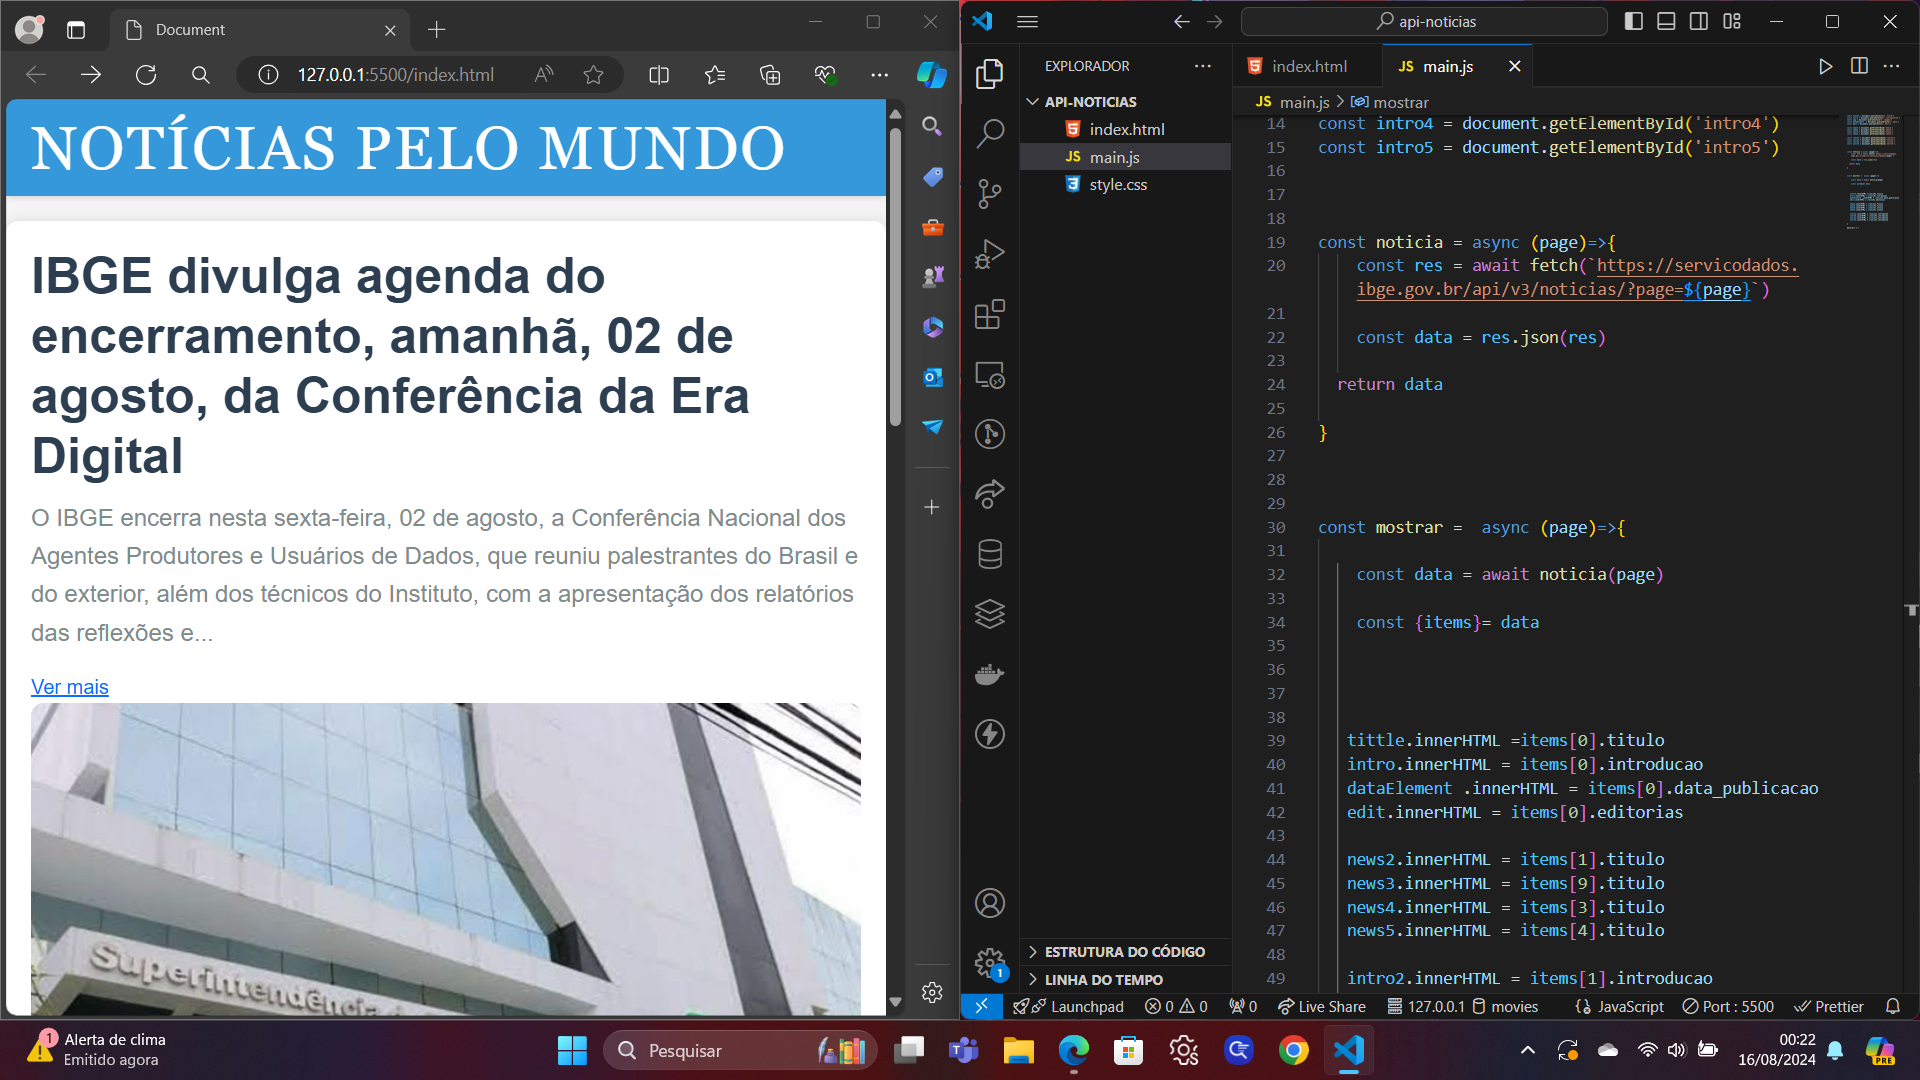 Document
127.0.0.1:5500/index.html
NOTÍCIAS PELO MUNDO
IBGE divulga agenda do
encerramento, amanhã, 02 de
agosto, da Conferência da Era
Digital
O IBGE encerra nesta sexta-feira, 02 de agosto, a Conferência Nacional dos
Agentes Produtores e Usuários de Dados, que reuniu palestrantes do Brasil e
do exterior, além dos técnicos do Instituto, com a apresentação dos relatórios
das reflexões e...
Ver mais
Superintendência
api-noticias
EXPLORADOR
API-NOTICIAS
index.html
JS main.js
style.css
ESTRUTURA DO CÓDIGO
LINHA DO TEMPO
index.html
JS main.js
JS main.js > mostrar
14 const intro4 = document.getElementById('intro4')
15 const intro5 = document.getElementById('intro5')
16
17
18
19 const noticia = async (page)=>{
20 const res = await fetch(`https://servicodados.
ibge.gov.br/api/v3/noticias/?page=${page}`)
21
22 const data = res.json(res)
23
24 return data
25
26 }
27
28
29
30 const mostrar =  async (page)=>{
31
32 const data = await noticia(page)
33
34 const {items}= data
35
36
37
38
39 tittle.innerHTML =items[0].titulo
40 intro.innerHTML = items[0].introducao
41 dataElement .innerHTML = items[0].data_publicacao
42 edit.innerHTML = items[0].editorias
43
44 news2.innerHTML = items[1].titulo
45 news3.innerHTML = items[9].titulo
46 news4.innerHTML = items[3].titulo
47 news5.innerHTML = items[4].titulo
48
49 intro2.innerHTML = items[1].introducao
1
Launchpad 0 0 0 Live Share 127.0.0.1 movies JavaScript Port : 5500 Prettier
1
Alerta de clima
Emitido agora
Pesquisar
00:22
16/08/2024
PRE